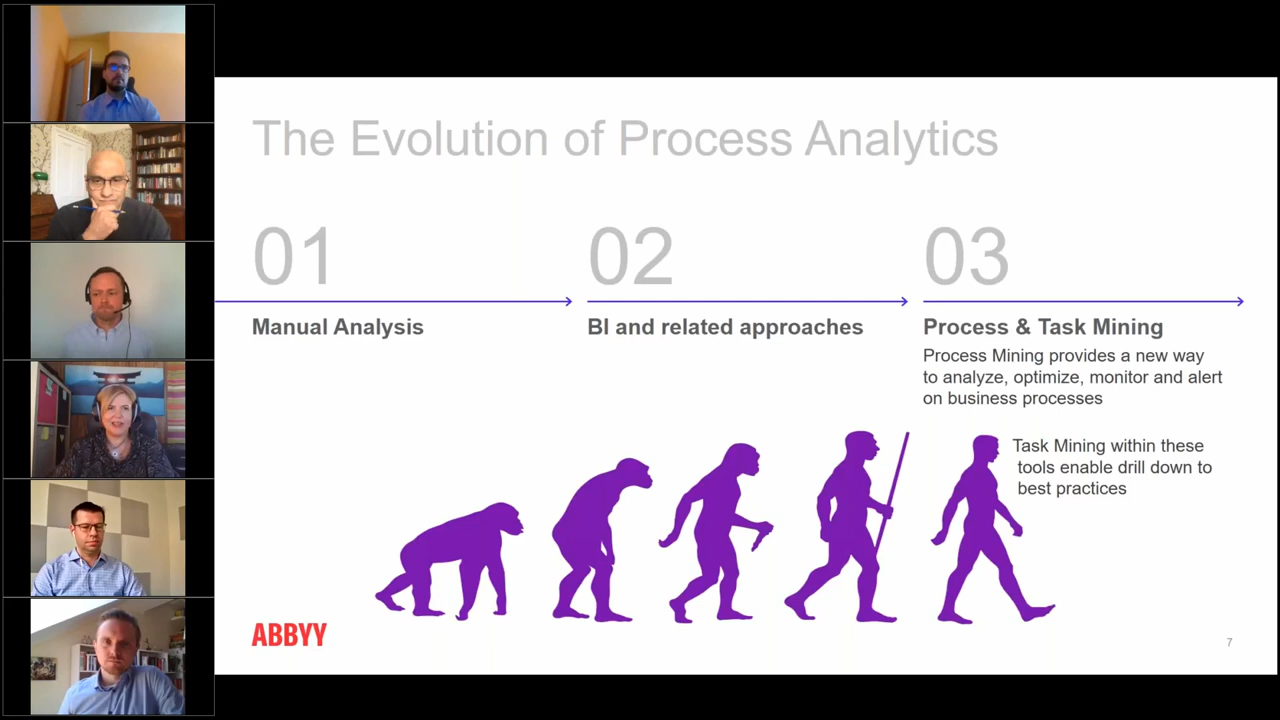 The Evolution of Process Analytics
01
02
03
Manual Analysis
BI and related approaches
Process & Task Mining
Process Mining provides a new way
to analyze, optimize, monitor and alert
on business processes
Task Mining within these
tools enable drill down to
best practices
ABBYY
7